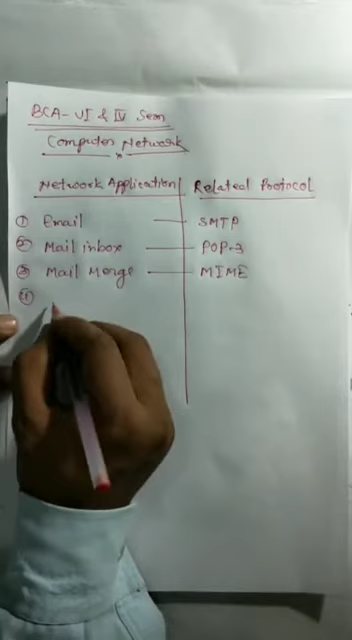 BCA - VI & IV Sem
Computer Network
Network Application Related Protocol
① Email — SMTP
② Mail inbox — POP-3
③ Mail Merge — MIME
④